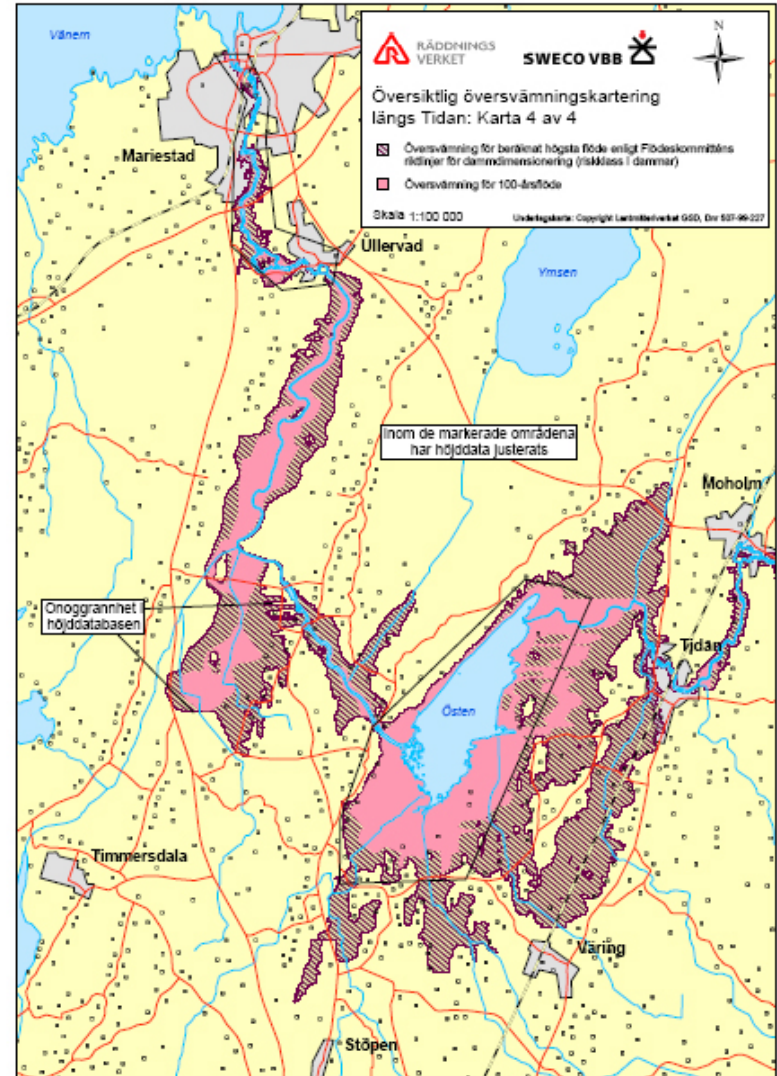 Vänern
RÄDDNINGS
VERKET
SWECO VBB
N
Översiktlig översvämningskartering
längs Tidan: Karta 4 av 4
Översvämning för beräknat högsta flöde enligt Flödeskommitténs
riktlinjer för dammdimensionering (riskklass I dammar)
Översvämning för 100-årsflöde
Skala 1:100 000
Underlagskarta: Copyright Lantmäteriverket GSD, Dnr 507-99-227
Mariestad
Ullervad
Ymsen
Inom de markerade områdena
har höjddata justerats
Moholm
Onoggrannhet i
höjddatabasen
Tidan
Östen
Timmersdala
Väring
Stöpen